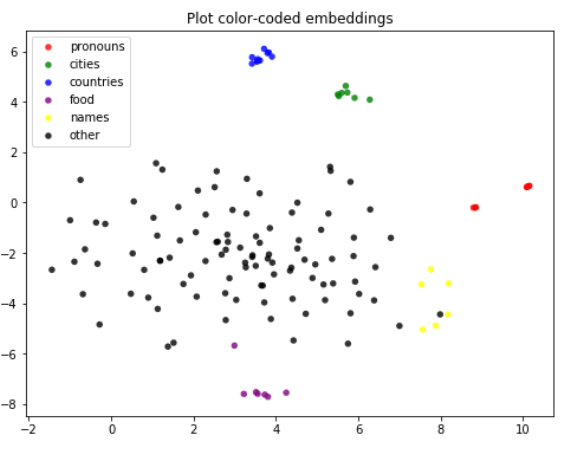 Plot color-coded embeddings
pronouns
cities
countries
food
names
other
6
4
2
0
−2
−4
−6
−8
−2
0
2
4
6
8
10